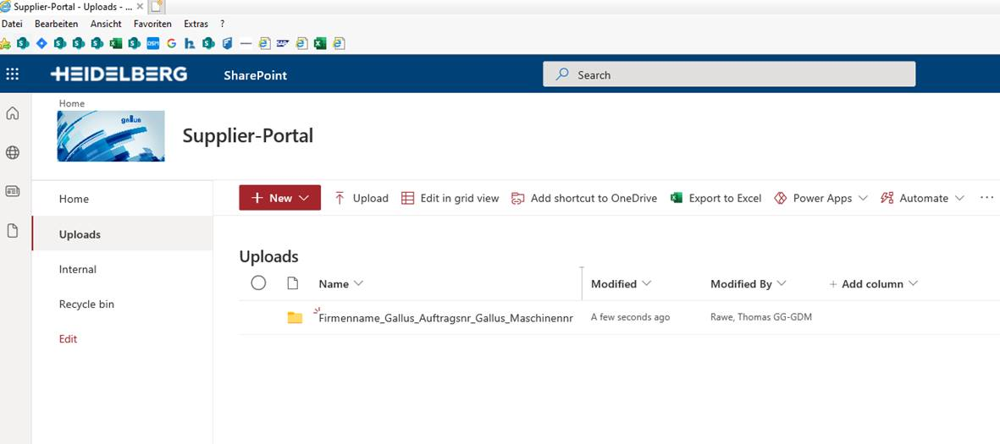 Supplier-Portal - Uploads - ...
Datei Bearbeiten Ansicht Favoriten Extras ?
DSM G SAP
HEIDELBERG SharePoint Search
Home
gallus
Supplier-Portal
Home
Uploads
Internal
Recycle bin
Edit
New Upload Edit in grid view Add shortcut to OneDrive Export to Excel Power Apps Automate ...
Uploads
Name Modified Modified By + Add column
Firmenname_Gallus_Auftragsnr_Gallus_Maschinennr A few seconds ago Rawe, Thomas GG-GDM